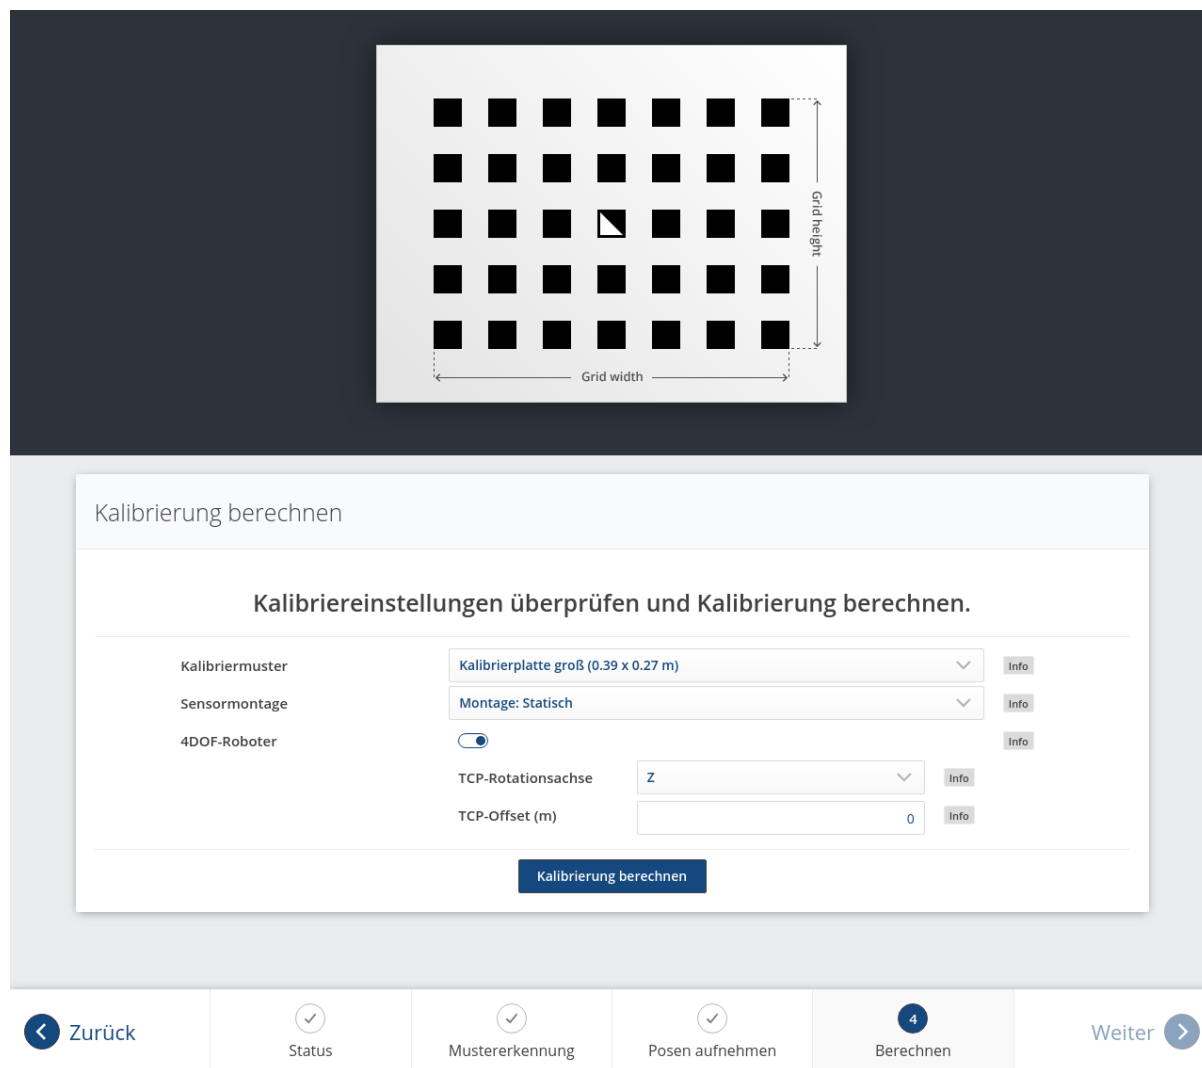 Grid height
Grid width
Kalibrierung berechnen
Kalibriereinstellungen überprüfen und Kalibrierung berechnen.
Kalibriermuster
Kalibrierplatte groß (0.39 x 0.27 m)
Info
Sensormontage
Montage: Statisch
Info
4DOF-Roboter
Info
TCP-Rotationsachse
Z
Info
TCP-Offset (m)
0
Info
Kalibrierung berechnen
Zurück
Status
Mustererkennung
Posen aufnehmen
4
Berechnen
Weiter